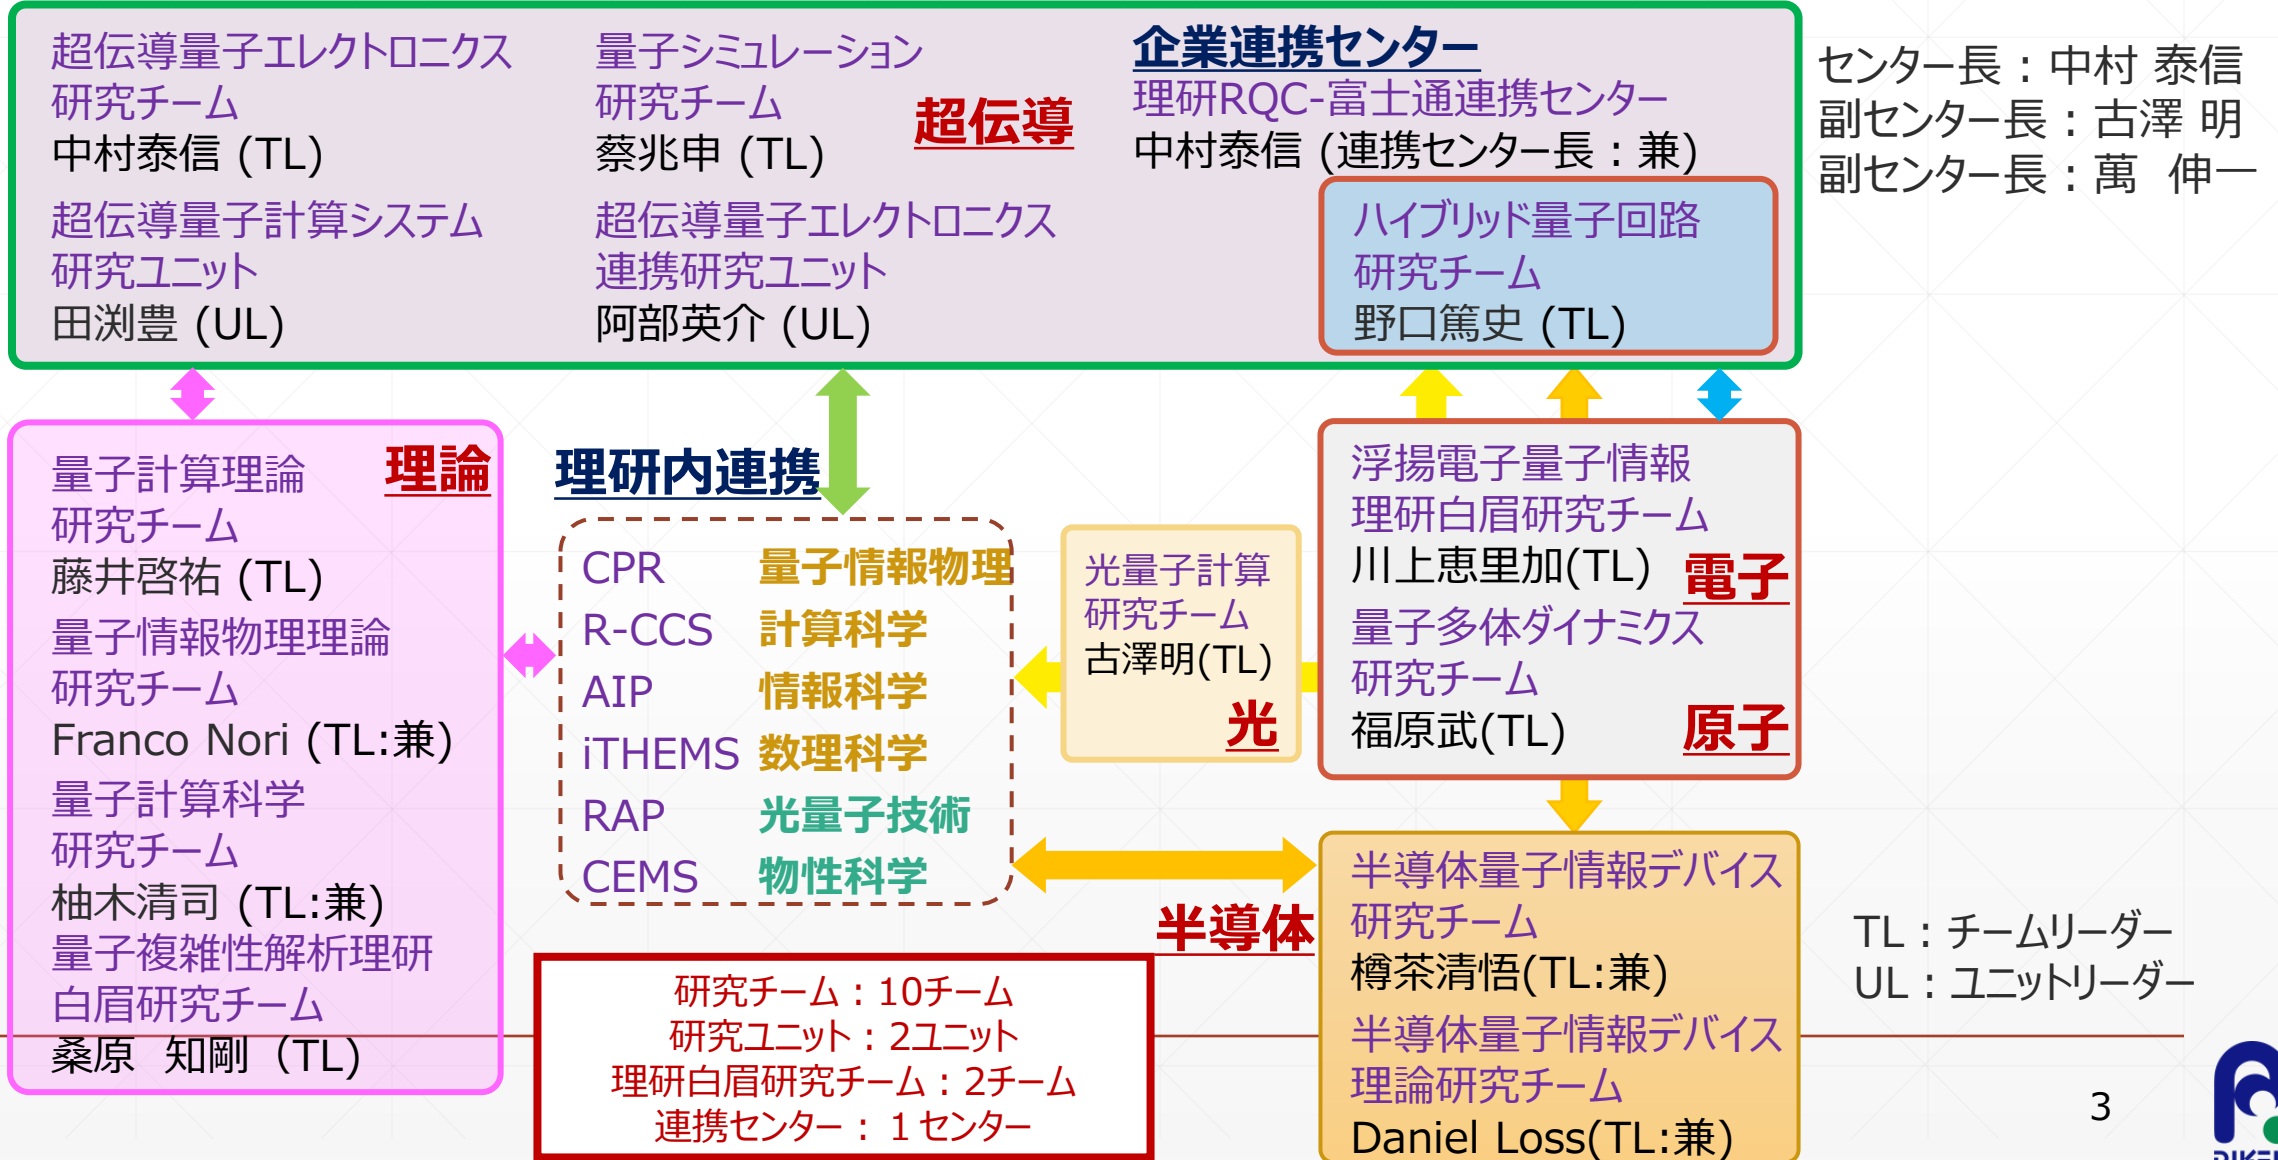 超伝導量子エレクトロニクス
研究チーム
中村泰信 (TL)
超伝導量子計算システム
研究ユニット
田渕豊 (UL)
量子シミュレーション
研究チーム
蔡兆申 (TL)
超伝導
超伝導量子エレクトロニクス
連携研究ユニット
阿部英介 (UL)
企業連携センター
理研RQC-富士通連携センター
中村泰信 (連携センター長：兼)
ハイブリッド量子回路
研究チーム
野口篤史 (TL)
センター長：中村 泰信
副センター長：古澤 明
副センター長：萬 伸一
理論
量子計算理論
研究チーム
藤井啓祐 (TL)
量子情報物理理論
研究チーム
Franco Nori (TL:兼)
量子計算科学
研究チーム
柚木清司 (TL:兼)
量子複雑性解析理研
白眉研究チーム
桑原 知剛（TL)
理研内連携
CPR 量子情報物理
R-CCS 計算科学
AIP 情報科学
iTHEMS 数理科学
RAP 光量子技術
CEMS 物性科学
光量子計算
研究チーム
古澤明(TL)
光
浮揚電子量子情報
理研白眉研究チーム
川上恵里加(TL)
電子
量子多体ダイナミクス
研究チーム
福原武(TL)
原子
半導体
半導体量子情報デバイス
研究チーム
樽茶清悟(TL:兼)
半導体量子情報デバイス
理論研究チーム
Daniel Loss(TL:兼)
研究チーム：10チーム
研究ユニット：2ユニット
理研白眉研究チーム：2チーム
連携センター：１センター
TL：チームリーダー
UL：ユニットリーダー
3